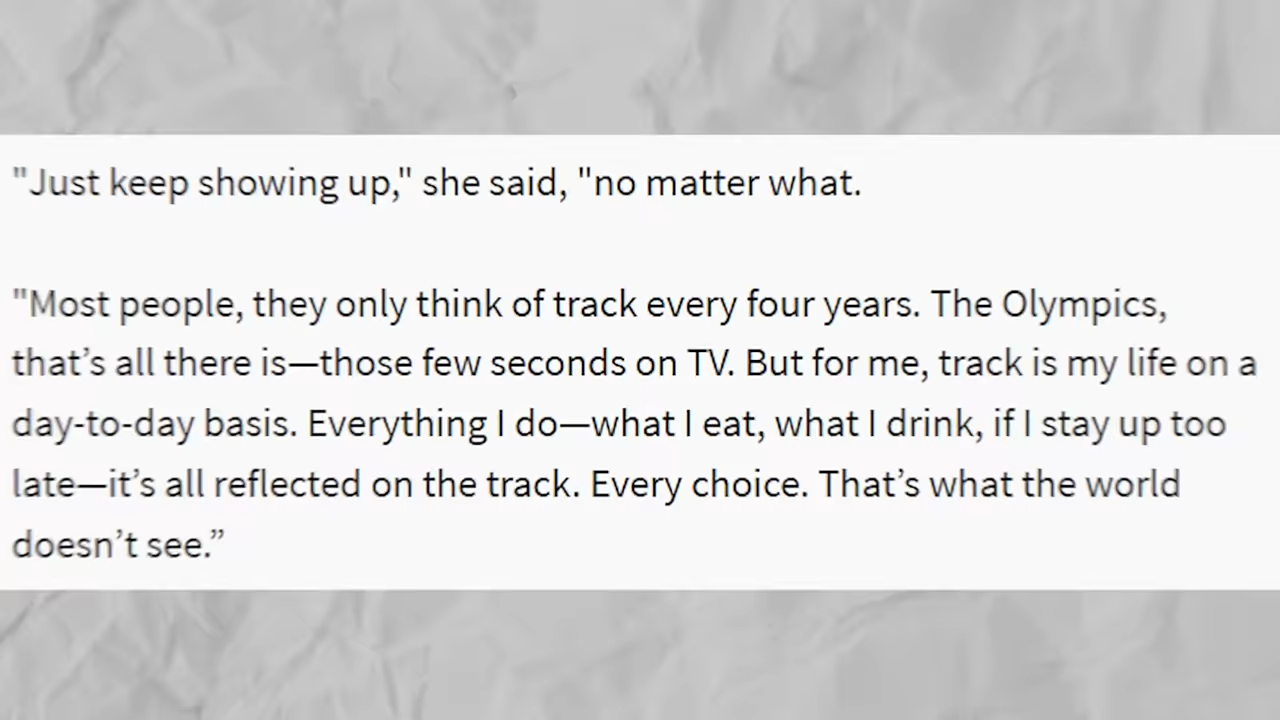 "Just keep showing up," she said, "no matter what.
"Most people, they only think of track every four years. The Olympics,
that’s all there is—those few seconds on TV. But for me, track is my life on a
day-to-day basis. Everything I do—what I eat, what I drink, if I stay up too
late—it’s all reflected on the track. Every choice. That’s what the world
doesn’t see.”